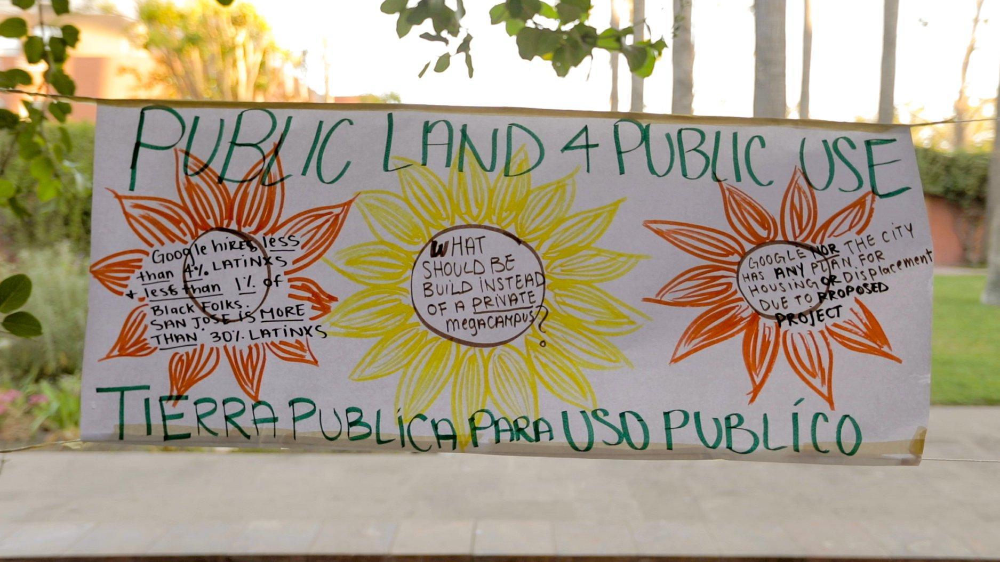 PUBLIC LAND 4 PUBLIC USE
Google hires less
than 4% LATINXS
+ less than 1% of
Black Folks.
SAN JOSE is MORE
THAN 30% LATINXS
WHAT
SHOULD BE
BUILD INSTEAD
OF A PRIVATE
megACAMPUS?
GOOGLE NOR THE CITY
HAS ANY PLAN FOR
HOUSING OR Displacement
DUE TO PROPOSED
PROJECT
TIERRA PUBLICA PARA USO PUBLÍCO